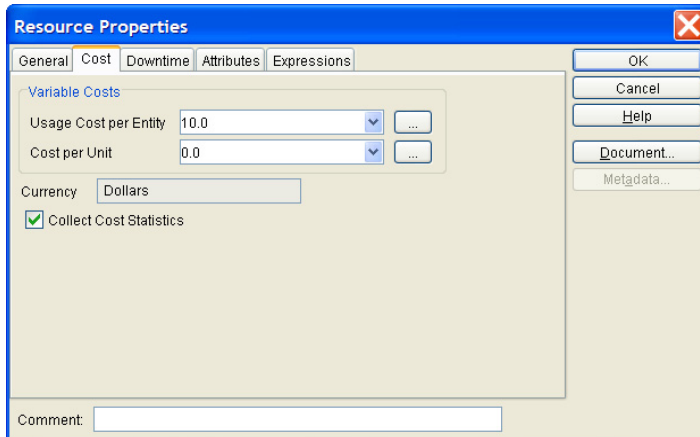 Resource Properties
General Cost Downtime Attributes Expressions
Variable Costs
Usage Cost per Entity 10.0 ...
Cost per Unit 0.0 ...
Currency Dollars
Collect Cost Statistics
Comment:
OK
Cancel
Help
Document...
Metadata...